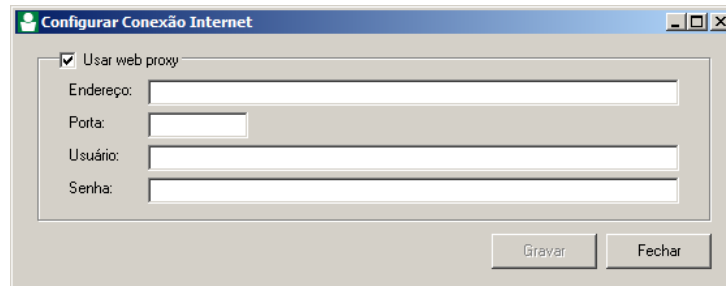 Configurar Conexão Internet
Usar web proxy
Endereço:
Porta:
Usuário:
Senha:
Gravar Fechar